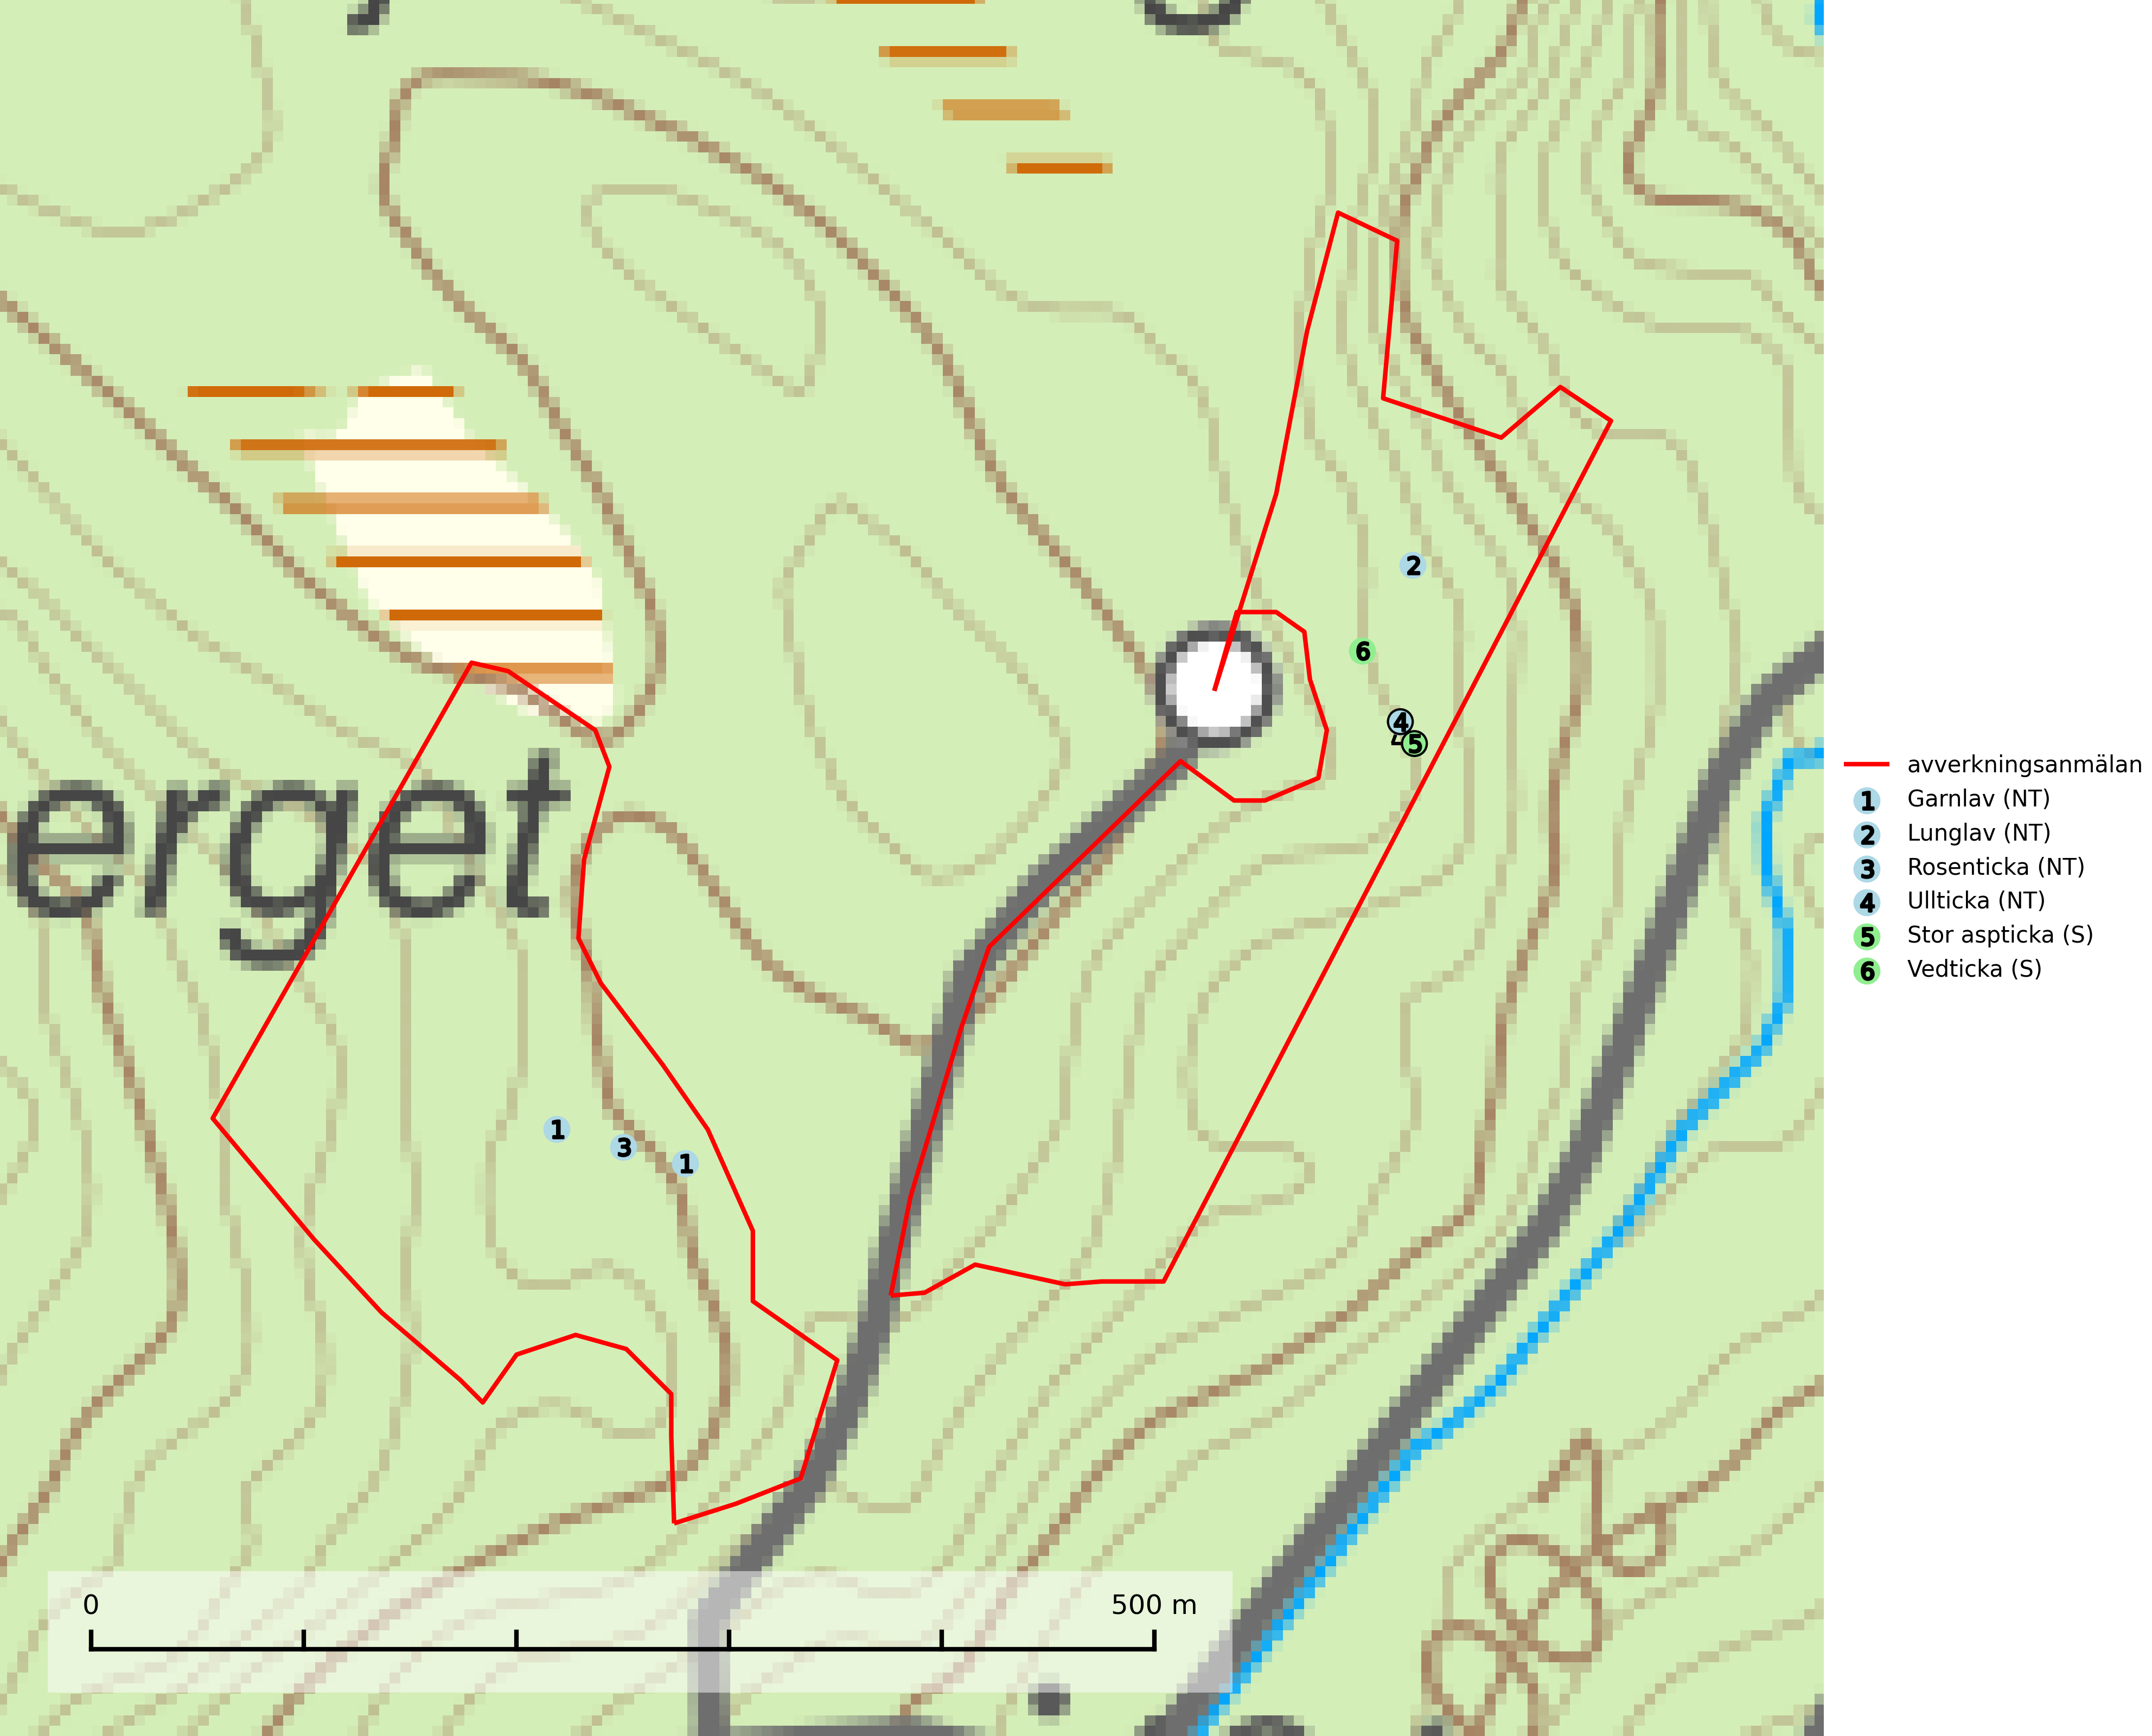 erget
2
6
4
5
1
3
1
0 500 m
avverkningsanmälan
1 Garnlav (NT)
2 Lunglav (NT)
3 Rosenticka (NT)
4 Ullticka (NT)
5 Stor aspticka (S)
6 Vedticka (S)